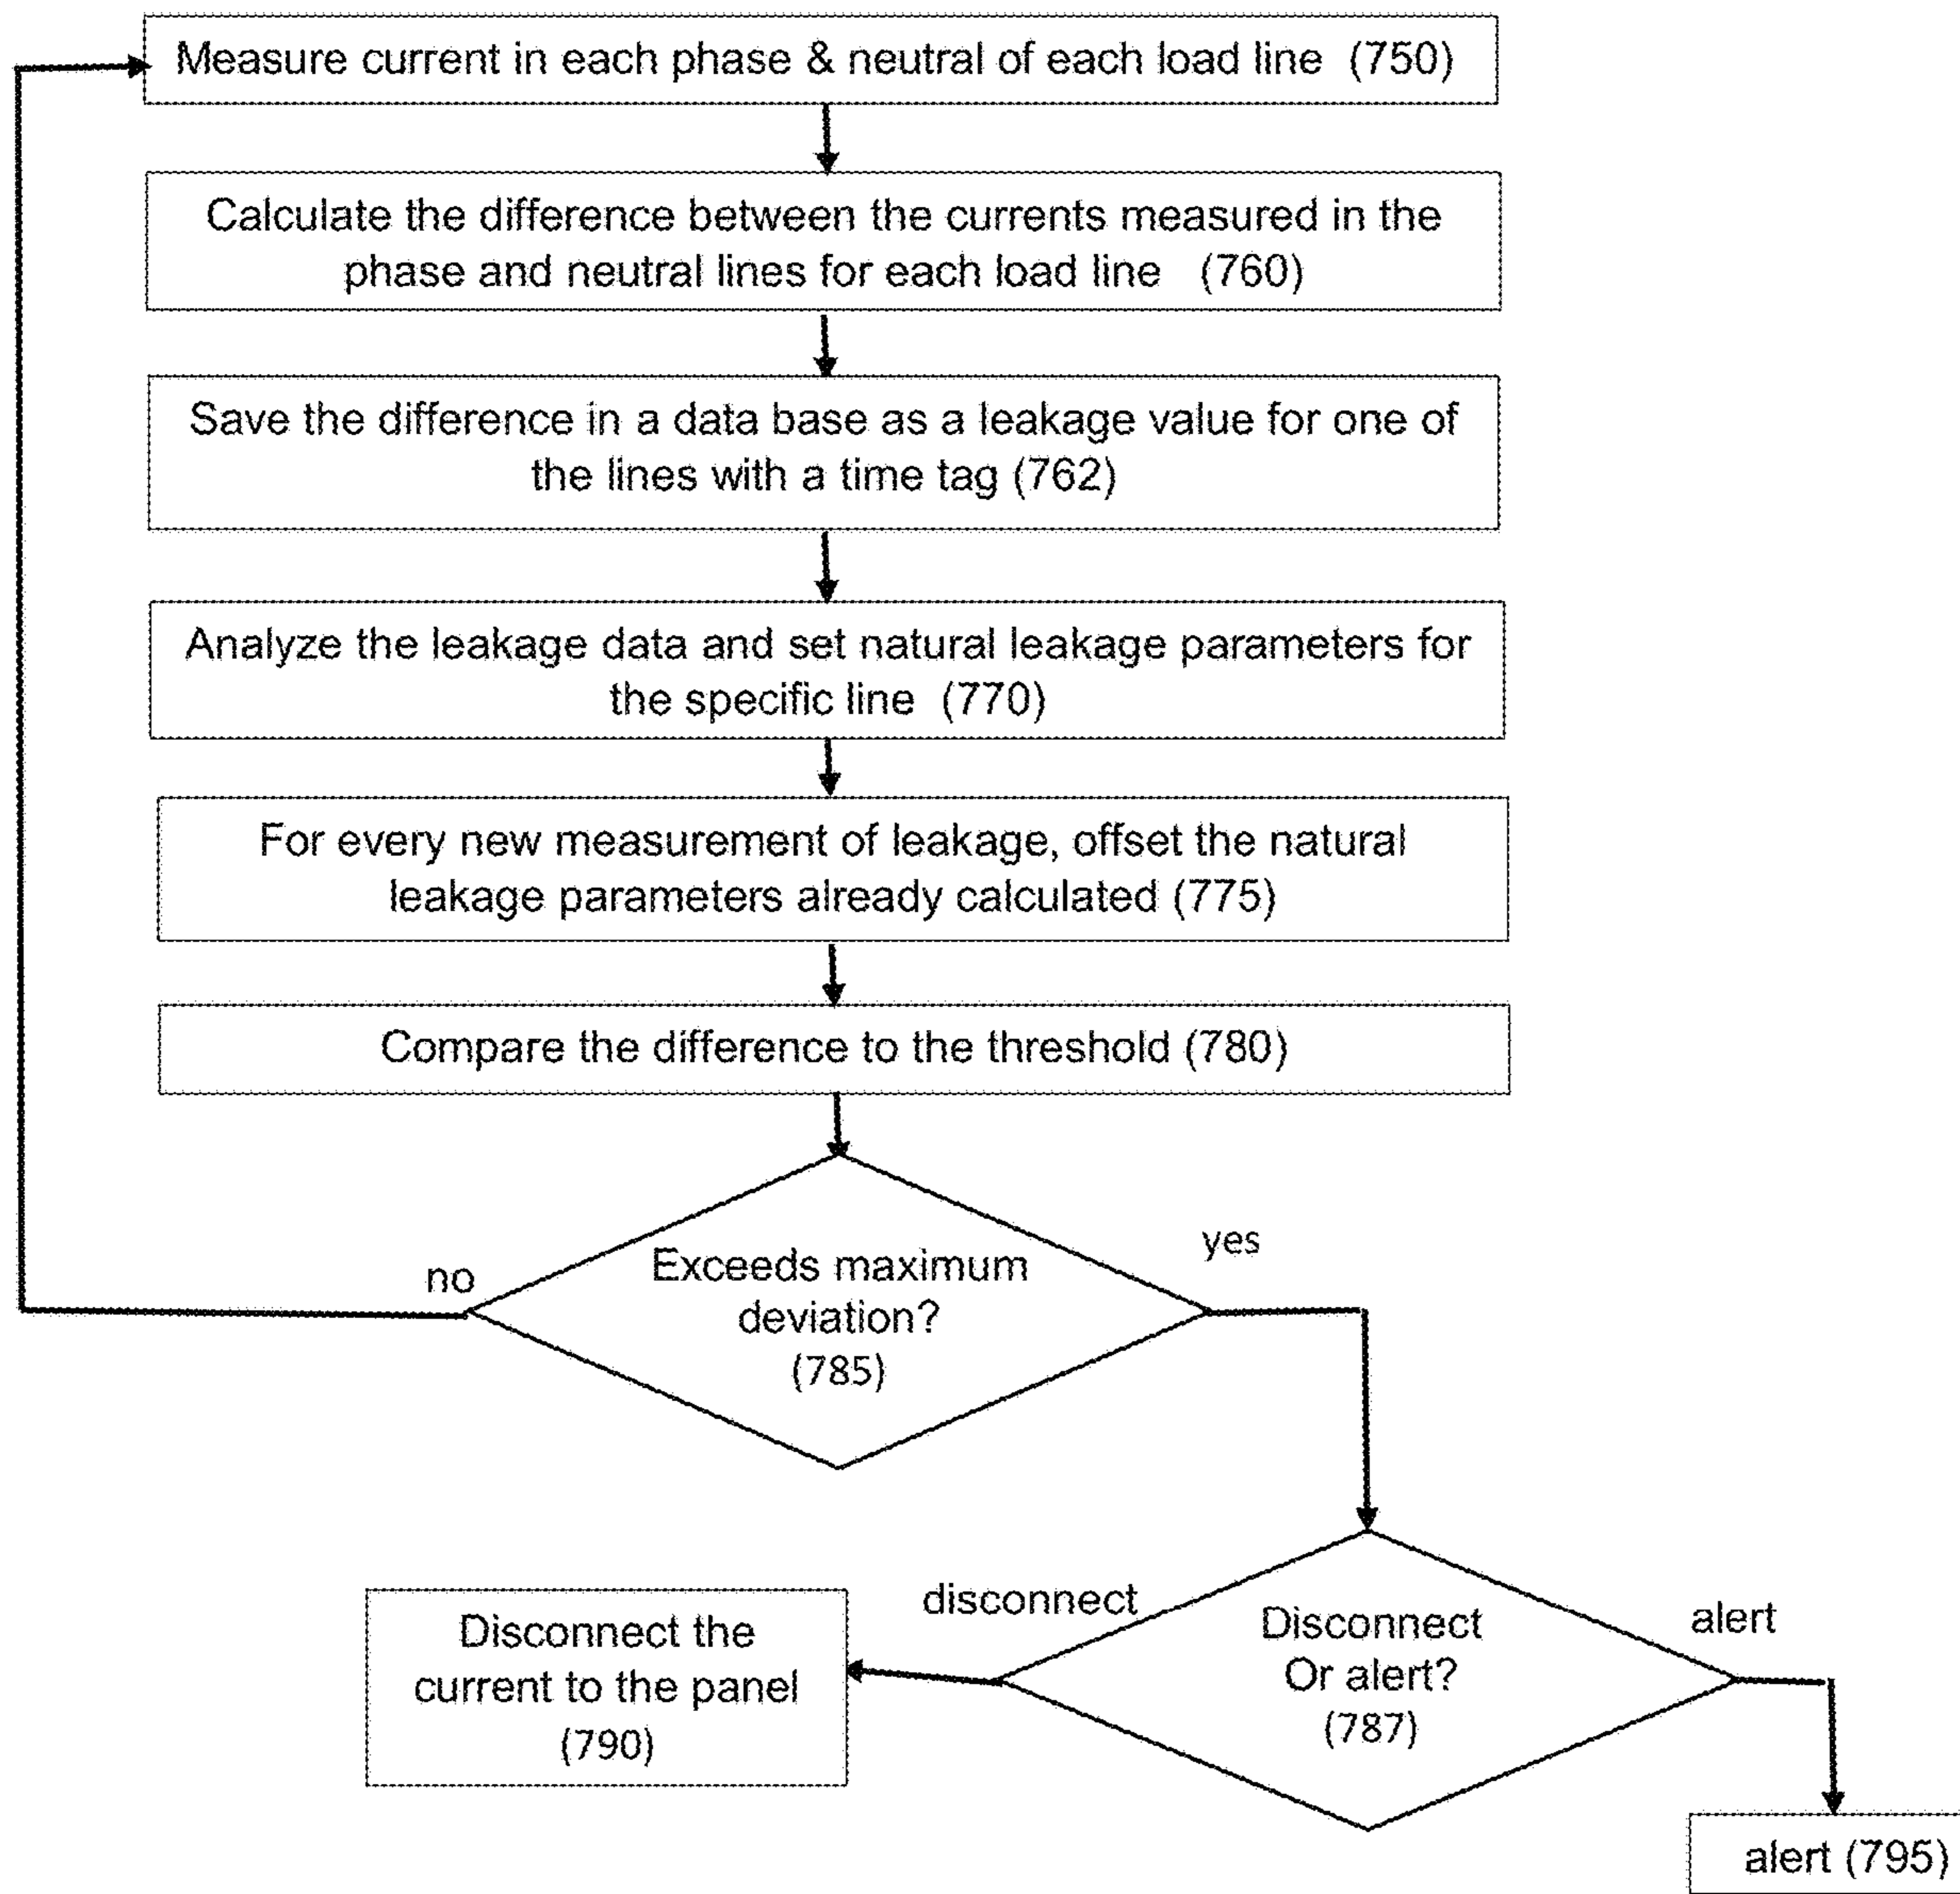 Measure current in each phase & neutral of each load line (750)
Calculate the difference between the currents measured in the
phase and neutral lines for each load line (760)
Save the difference in a data base as a leakage value for one of
the lines with a time tag (762)
Analyze the leakage data and set natural leakage parameters for
the specific line (770)
For every new measurement of leakage, offset the natural
leakage parameters already calculated (775)
Compare the difference to the threshold (780)
no
Exceeds maximum
deviation?
(785)
yes
disconnect
Disconnect the
current to the panel
(790)
Disconnect
Or alert?
(787)
alert
alert (795)